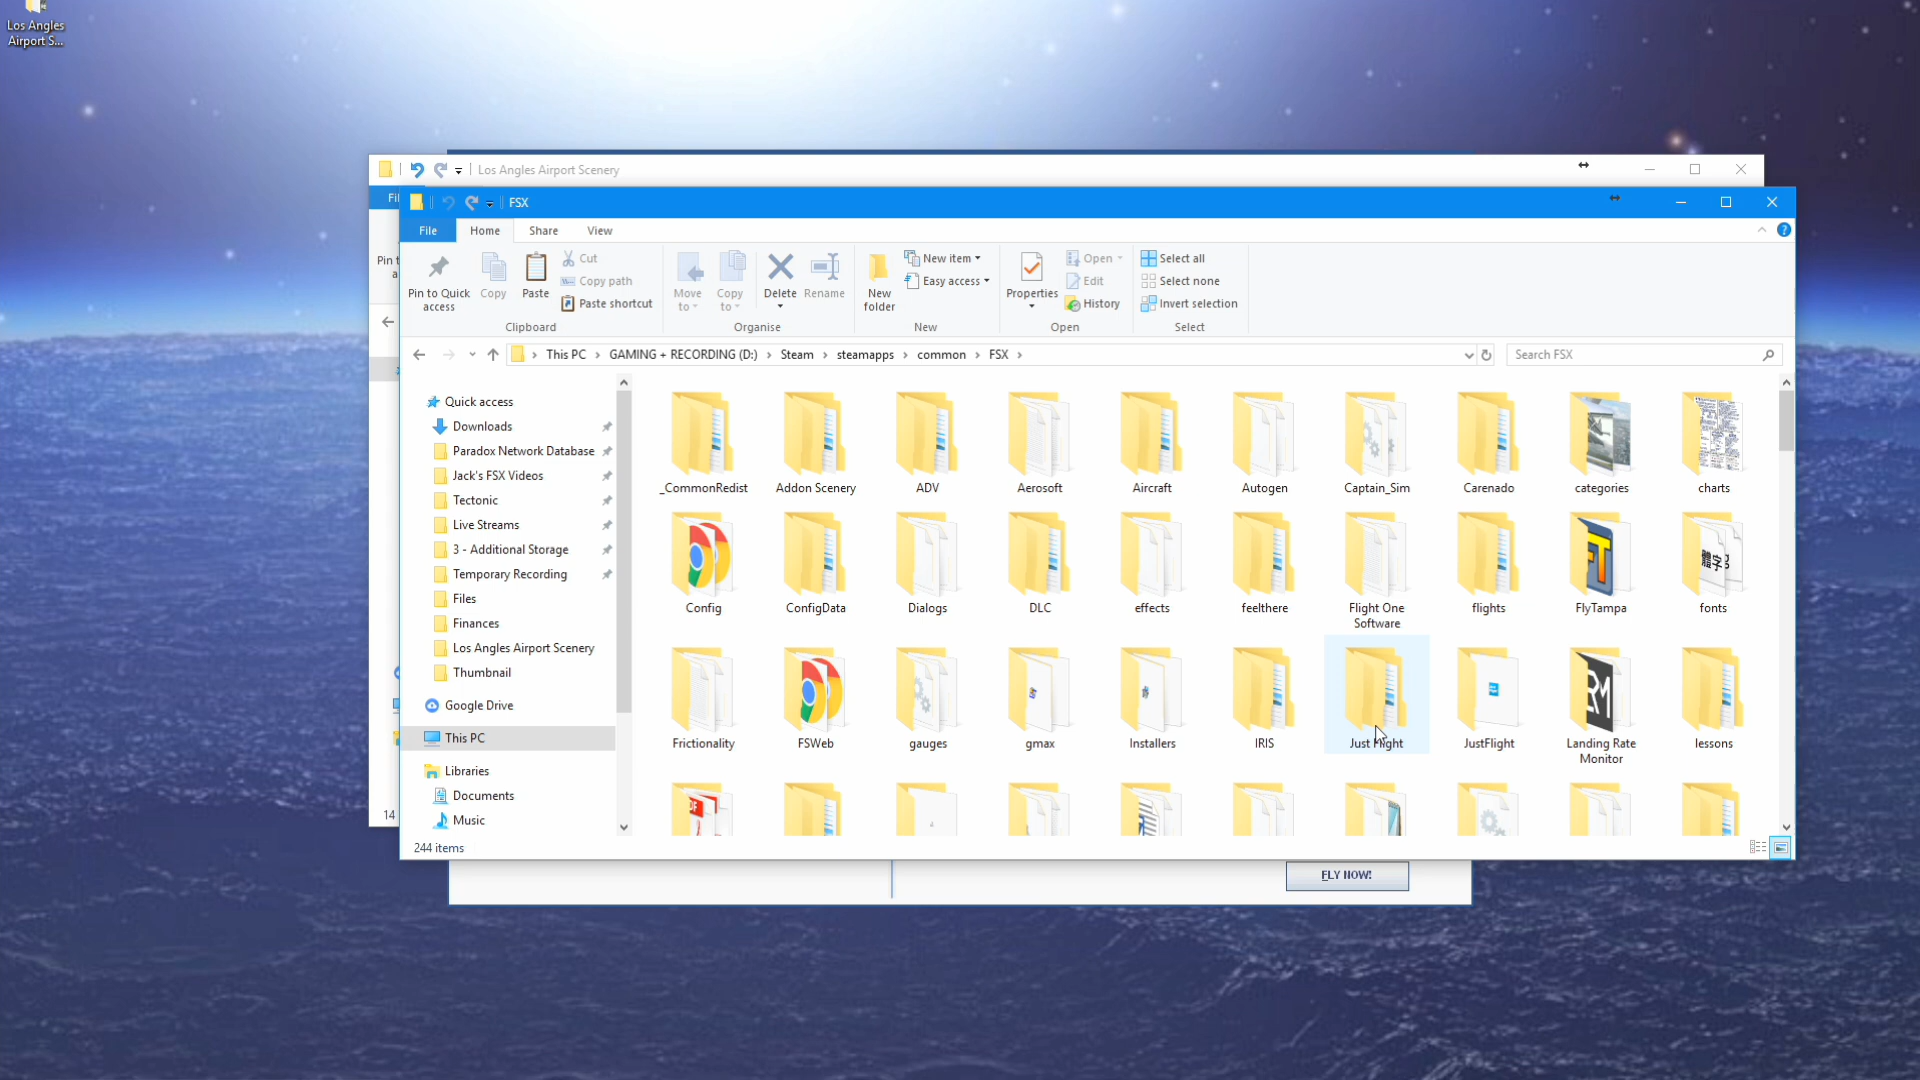 Los Angles
Airport S...
Los Angles Airport Scenery
FSX
File
Home
Share
View
Pin to Quick
access
Copy
Paste
Cut
Copy path
Paste shortcut
Clipboard
Move
to
Copy
to
Delete
Rename
Organise
New
folder
New item
Easy access
New
Properties
Open
Edit
History
Open
Select all
Select none
Invert selection
Select
This PC > GAMING + RECORDING (D:) > Steam > steamapps > common > FSX >
Search FSX
Quick access
Downloads
Paradox Network Database
Jack's FSX Videos
Tectonic
Live Streams
3 - Additional Storage
Temporary Recording
Files
Finances
Los Angles Airport Scenery
Thumbnail
Google Drive
This PC
Libraries
Documents
Music
_CommonRedist
Addon Scenery
ADV
Aerosoft
Aircraft
Autogen
Captain_Sim
Carenado
categories
charts
Config
ConfigData
Dialogs
DLC
effects
feelthere
Flight One
Software
flights
FlyTampa
fonts
Frictionality
FSWeb
gauges
gmax
Installers
IRIS
Just Flight
JustFlight
Landing Rate
Monitor
lessons
244 items
14
FLY NOW!